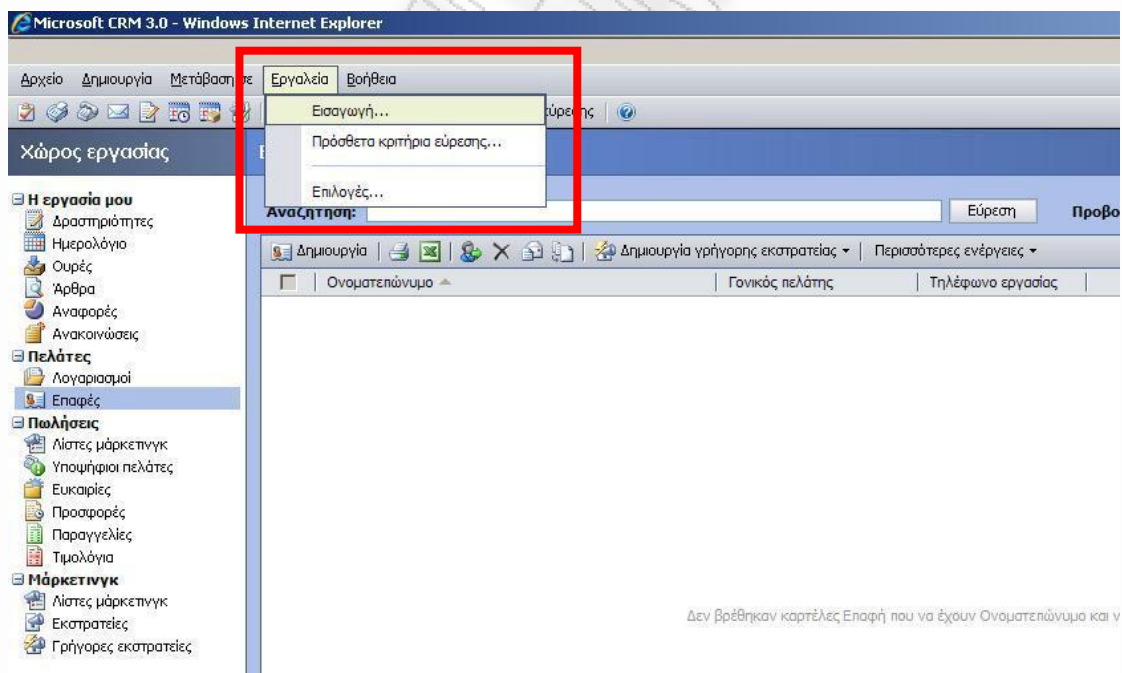 Microsoft CRM 3.0 - Windows Internet Explorer
Αρχείο Δημιουργία Μετάβαση σε Εργαλεία Βοήθεια
Εισαγωγή...
Πρόσθετα κριτήρια εύρεσης...
Επιλογές...
Χώρος εργασίας
Αναζήτηση: Εύρεση Προβο
Δημιουργία Δημιουργία γρήγορης εκστρατείας Περισσότερες ενέργειες
Ονοματεπώνυμο Γονικός πελάτης Τηλέφωνο εργασίας
Η εργασία μου
Δραστηριότητες
Ημερολόγιο
Ουρές
Άρθρα
Αναφορές
Ανακοινώσεις
Πελάτες
Λογαριασμοί
Επαφές
Πωλήσεις
Λίστες μάρκετινγκ
Υποψήφιοι πελάτες
Ευκαιρίες
Προσφορές
Παραγγελίες
Τιμολόγια
Μάρκετινγκ
Λίστες μάρκετινγκ
Εκστρατείες
Γρήγορες εκστρατείες
Δεν βρέθηκαν καρτέλες Επαφή που να έχουν Ονοματεπώνυμο και ν